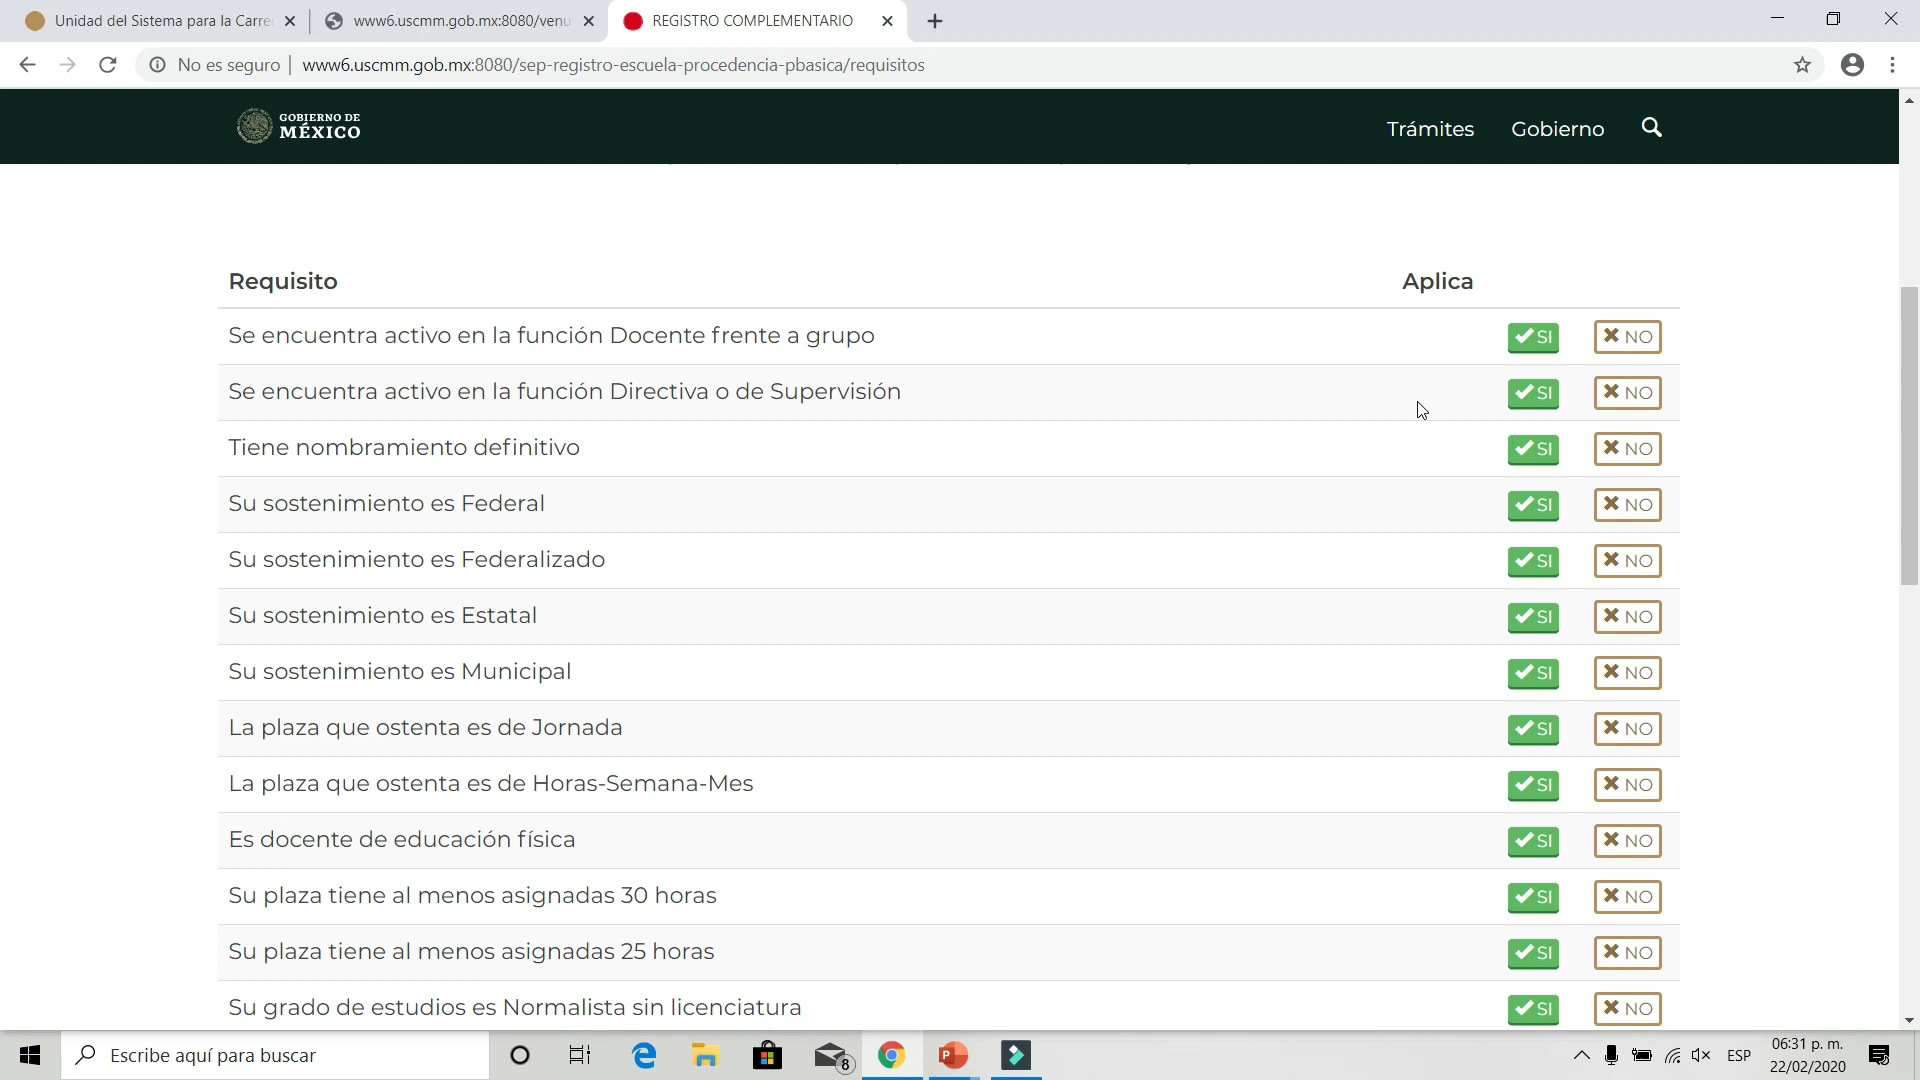 Unidad del Sistema para la Carre
www6.uscmm.gob.mx:8080/venu
REGISTRO COMPLEMENTARIO
No es seguro | www6.uscmm.gob.mx:8080/sep-registro-escuela-procedencia-pbasica/requisitos
GOBIERNO DE
MÉXICO
Trámites Gobierno
Requisito Aplica
Se encuentra activo en la función Docente frente a grupo SI NO
Se encuentra activo en la función Directiva o de Supervisión SI NO
Tiene nombramiento definitivo SI NO
Su sostenimiento es Federal SI NO
Su sostenimiento es Federalizado SI NO
Su sostenimiento es Estatal SI NO
Su sostenimiento es Municipal SI NO
La plaza que ostenta es de Jornada SI NO
La plaza que ostenta es de Horas-Semana-Mes SI NO
Es docente de educación física SI NO
Su plaza tiene al menos asignadas 30 horas SI NO
Su plaza tiene al menos asignadas 25 horas SI NO
Su grado de estudios es Normalista sin licenciatura SI NO
Escribe aquí para buscar
8
ESP
06:31 p. m.
22/02/2020